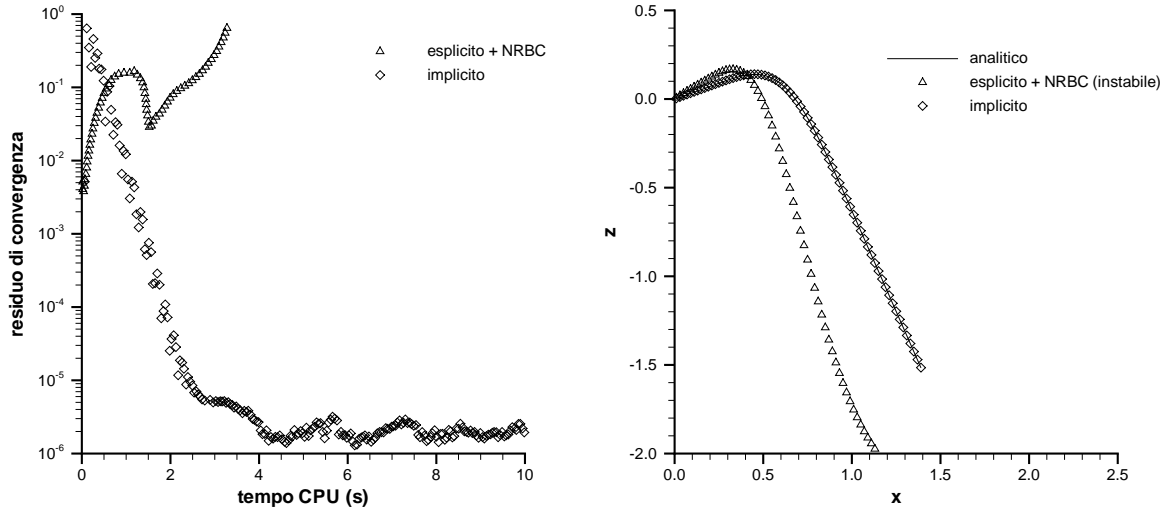 10^0
10^-1
10^-2
10^-3
10^-4
10^-5
10^-6
residuo di convergenza
esplicito + NRBC
implicito
0 2 4 6 8 10
tempo CPU (s)
0.5
0.0
-0.5
-1.0
-1.5
-2.0
z
analitico
esplicito + NRBC (instabile)
implicito
0.0 0.5 1.0 1.5 2.0 2.5
x